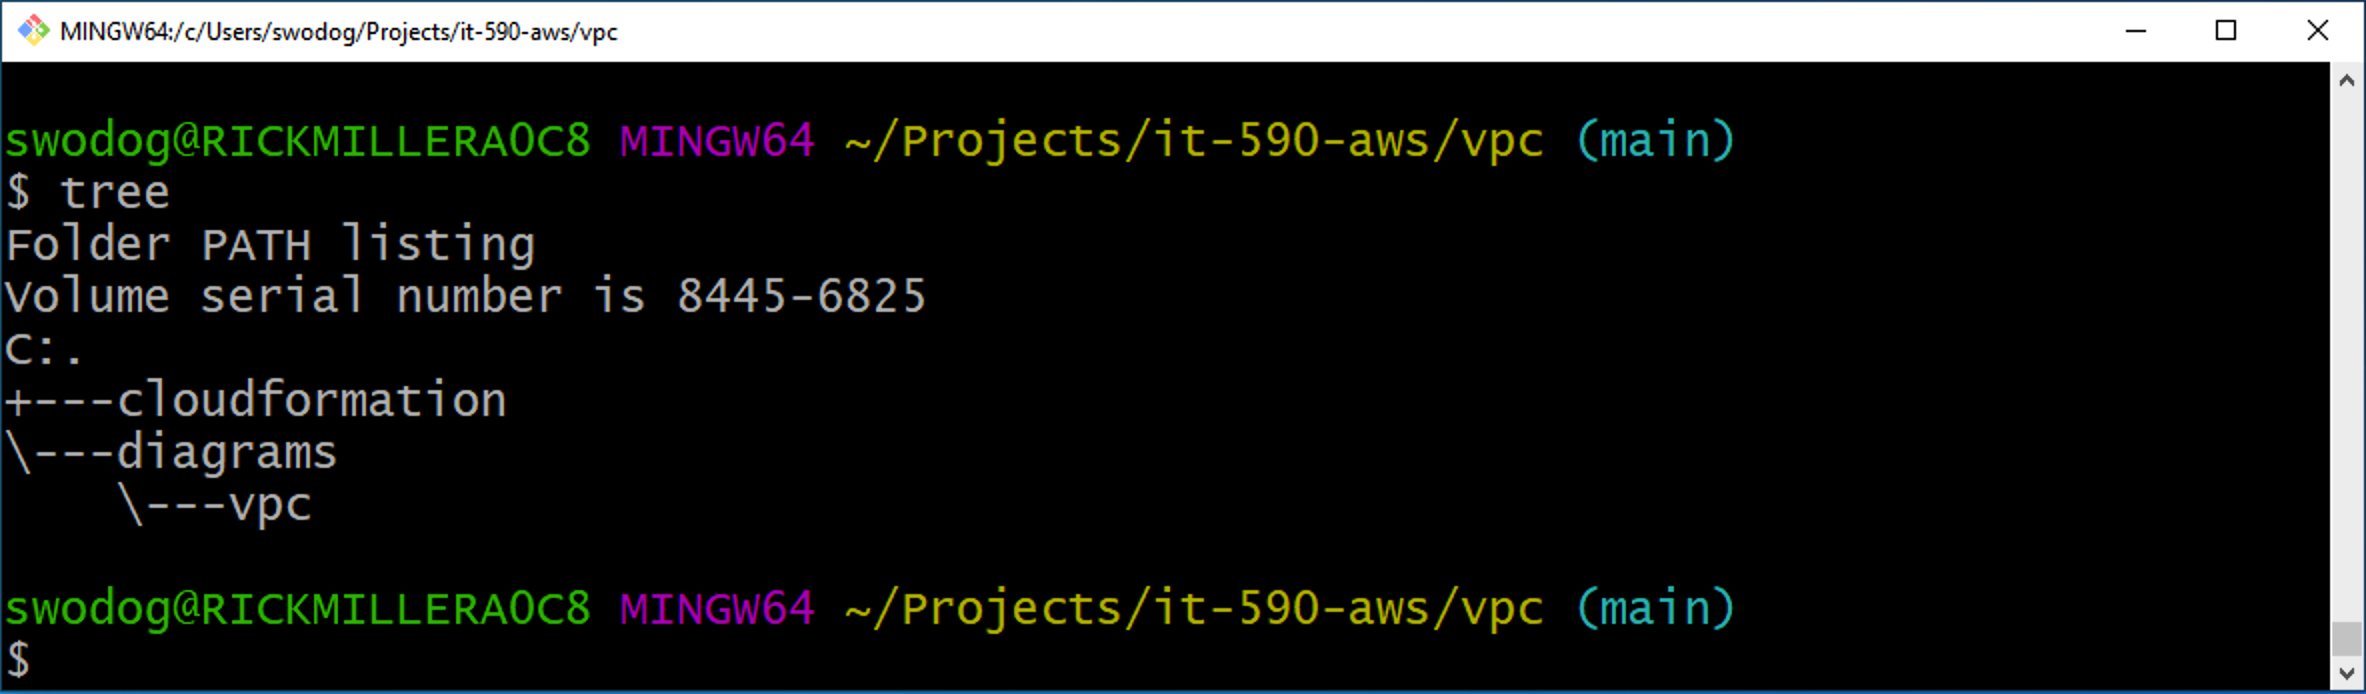 MINGW64:/c/Users/swodog/Projects/it-590-aws/vpc
swodog@RICKMILLERA0C8 MINGW64 ~/Projects/it-590-aws/vpc (main)
$ tree
Folder PATH listing
Volume serial number is 8445-6825
C:.
+---cloudformation
\---diagrams
    \---vpc
swodog@RICKMILLERA0C8 MINGW64 ~/Projects/it-590-aws/vpc (main)
$